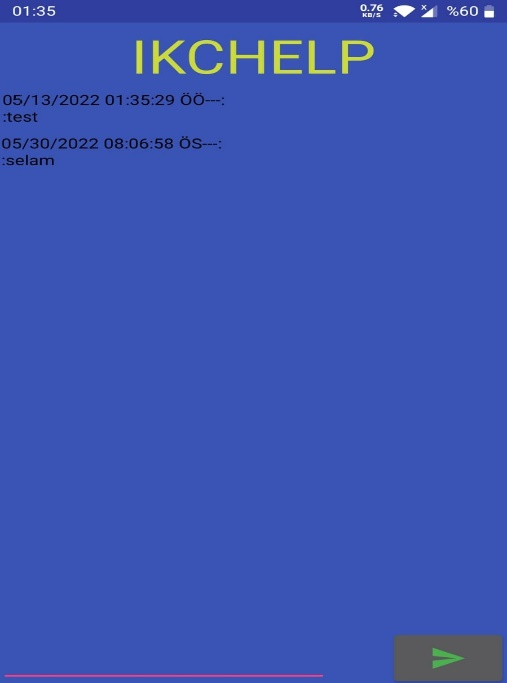 01:35 0.76 KB/S %60
IKCHELP
05/13/2022 01:35:29 ÖÖ---:
:test
05/30/2022 08:06:58 ÖS---:
:selam